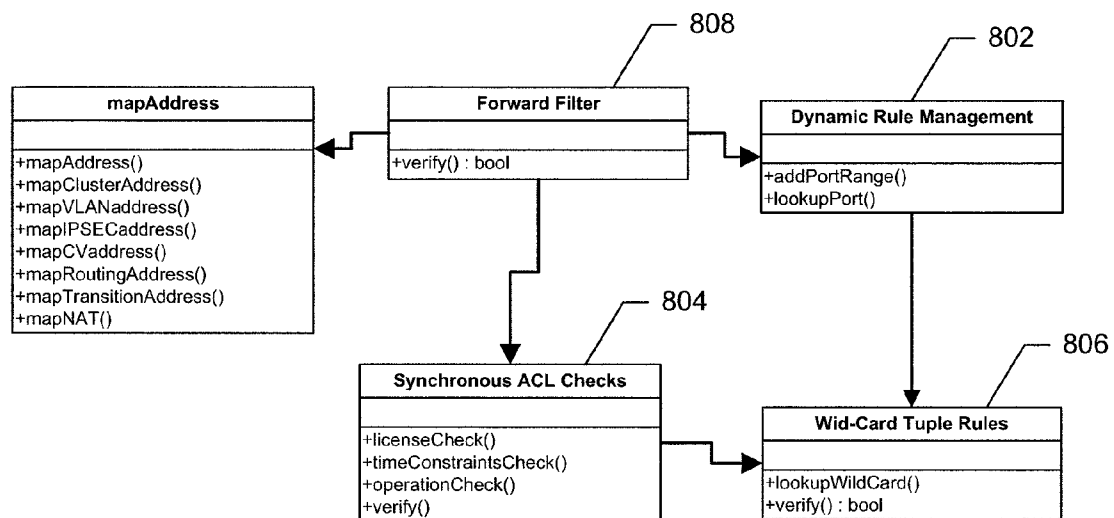 808
802
mapAddress
+mapAddress()
+mapClusterAddress()
+mapVLANaddress()
+mapIPSECaddress()
+mapCVaddress()
+mapRoutingAddress()
+mapTransitionAddress()
+mapNAT()
Forward Filter
+verify() : bool
Dynamic Rule Management
+addPortRange()
+lookupPort()
804
806
Synchronous ACL Checks
+licenseCheck()
+timeConstraintsCheck()
+operationCheck()
+verify()
Wid-Card Tuple Rules
+lookupWildCard()
+verify() : bool